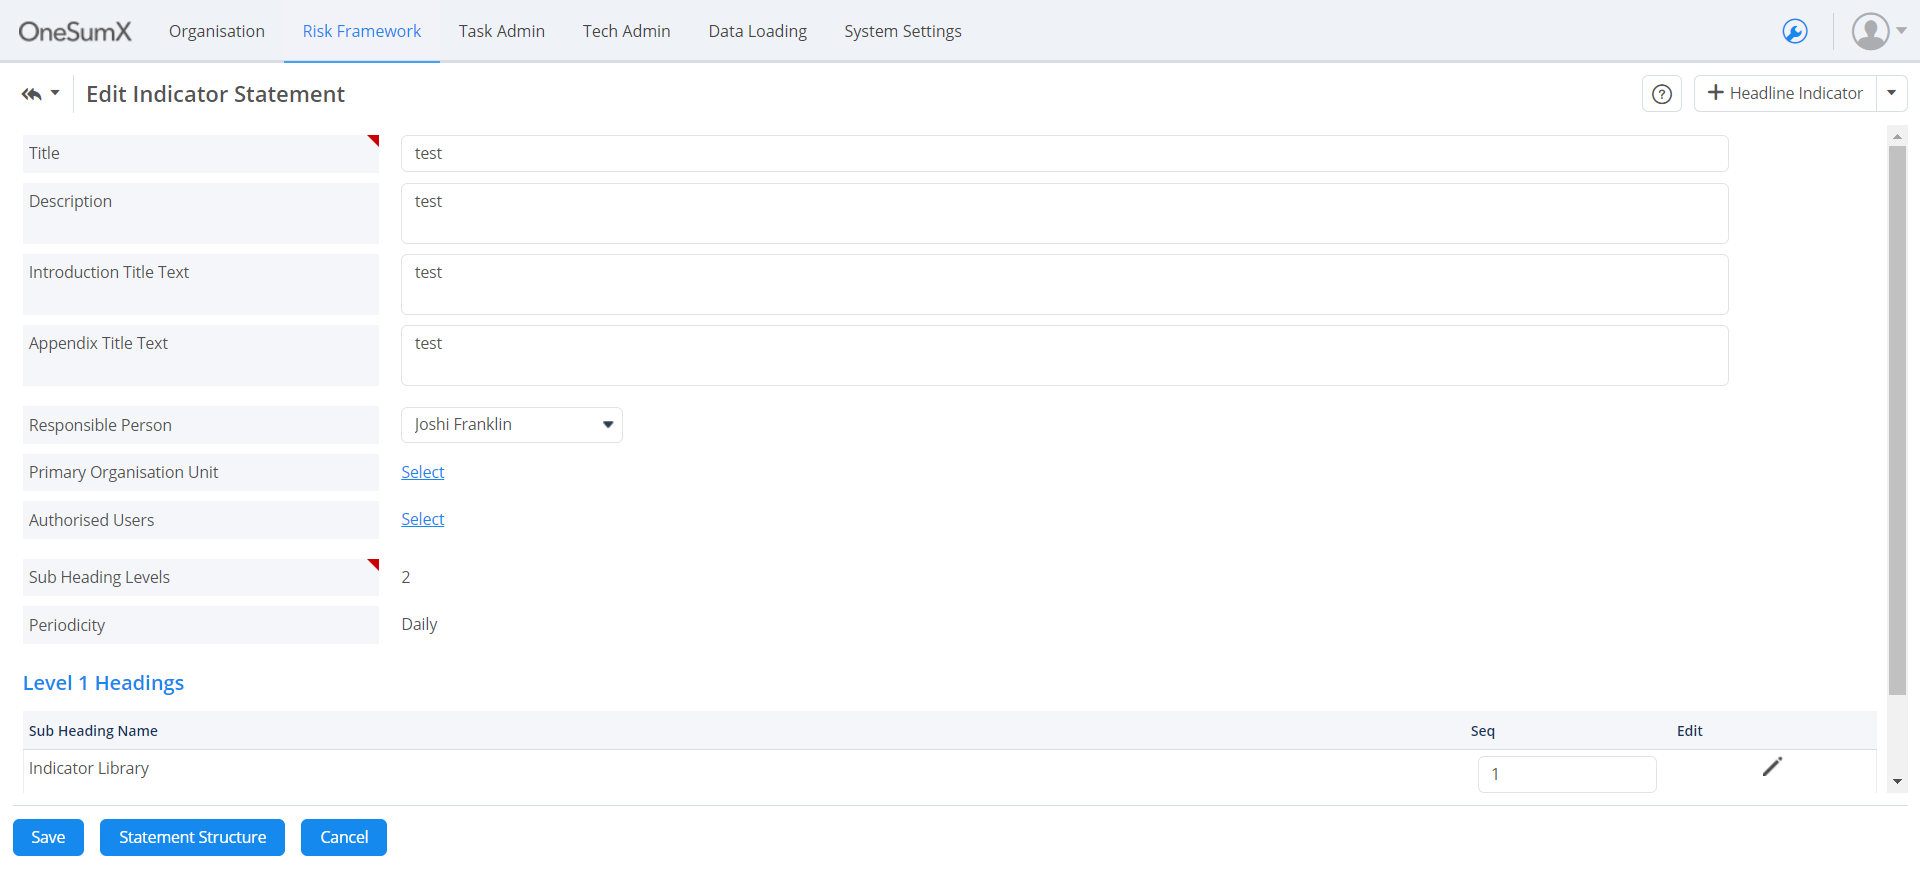 OneSumX Organisation Risk Framework Task Admin Tech Admin Data Loading System Settings
Edit Indicator Statement
? + Headline Indicator
Title test
Description test
Introduction Title Text test
Appendix Title Text test
Responsible Person Joshi Franklin
Primary Organisation Unit Select
Authorised Users Select
Sub Heading Levels 2
Periodicity Daily
Level 1 Headings
Sub Heading Name Seq Edit
Indicator Library 1
Save Statement Structure Cancel